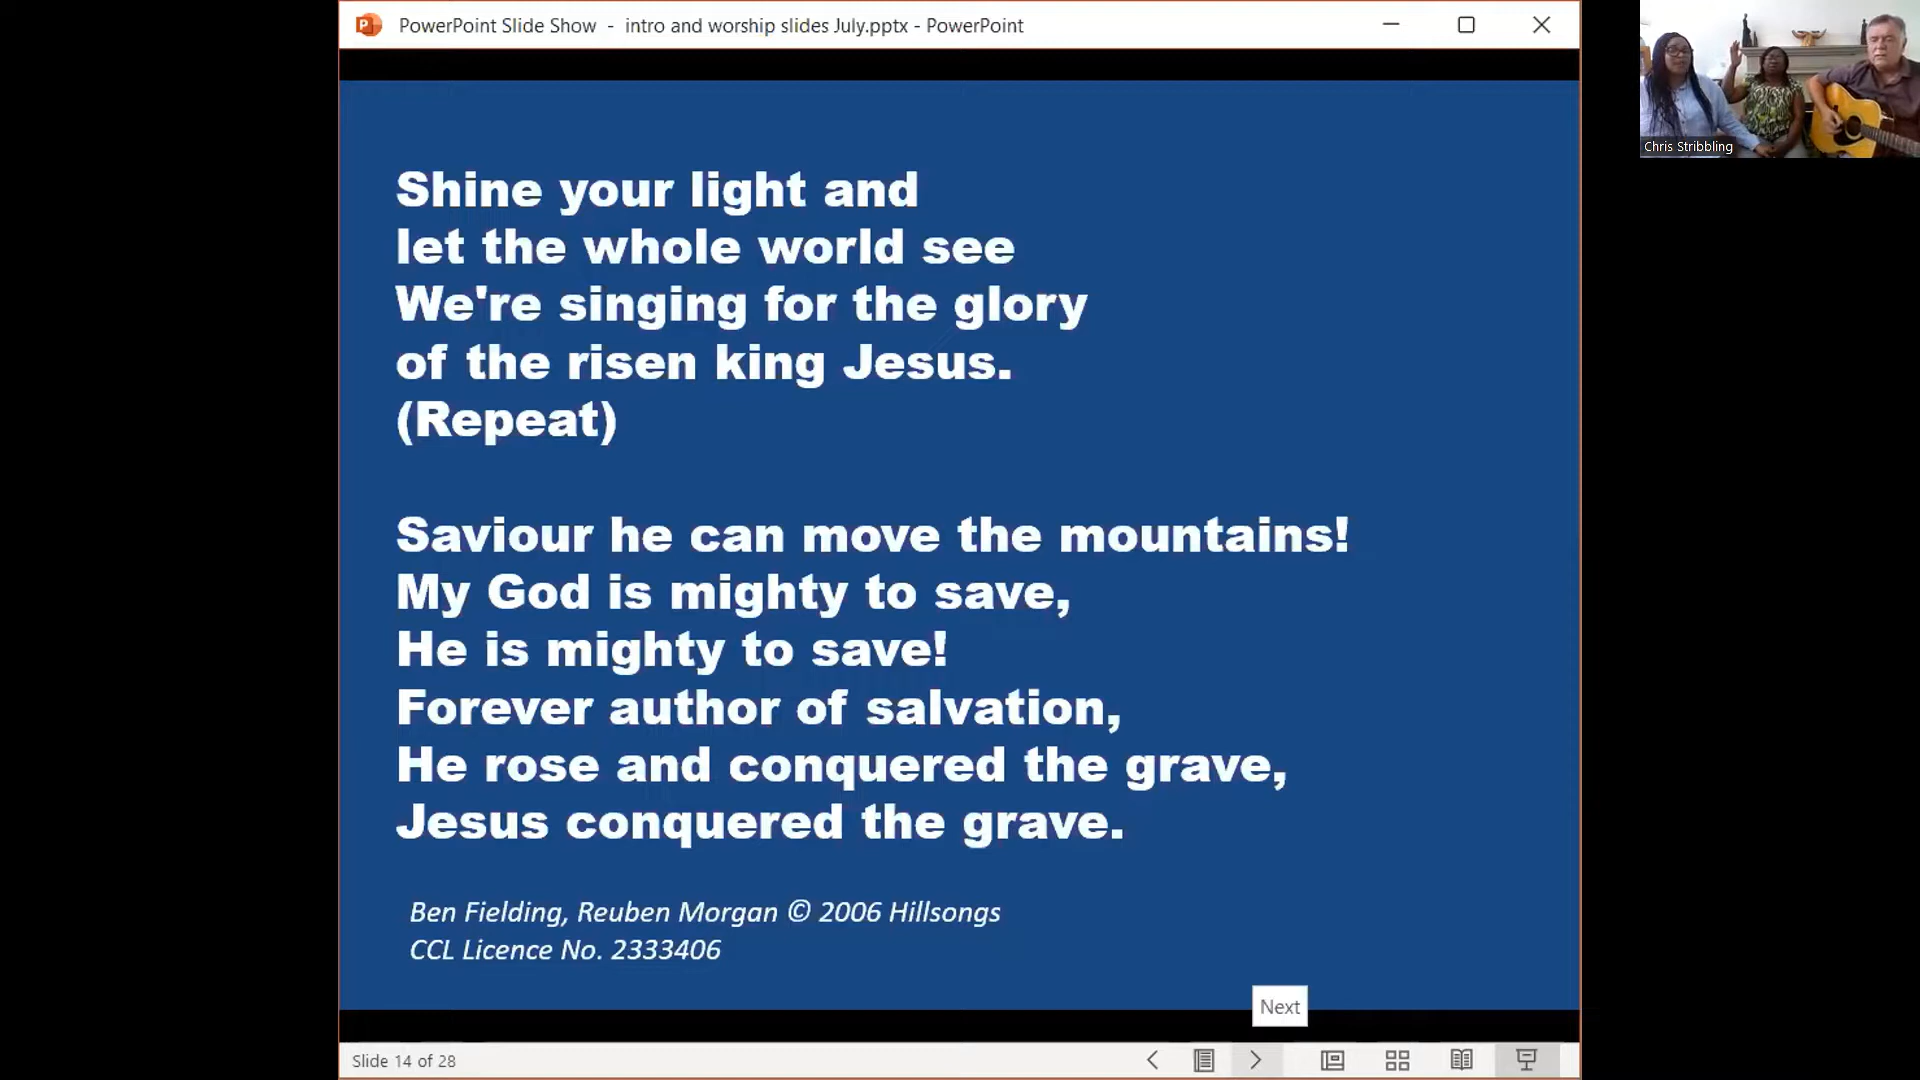 PowerPoint Slide Show - intro and worship slides July.pptx - PowerPoint
Chris Stribbling
Shine your light and
let the whole world see
We're singing for the glory
of the risen king Jesus.
(Repeat)
Saviour he can move the mountains!
My God is mighty to save,
He is mighty to save!
Forever author of salvation,
He rose and conquered the grave,
Jesus conquered the grave.
Ben Fielding, Reuben Morgan © 2006 Hillsongs
CCL Licence No. 2333406
Next
Slide 14 of 28